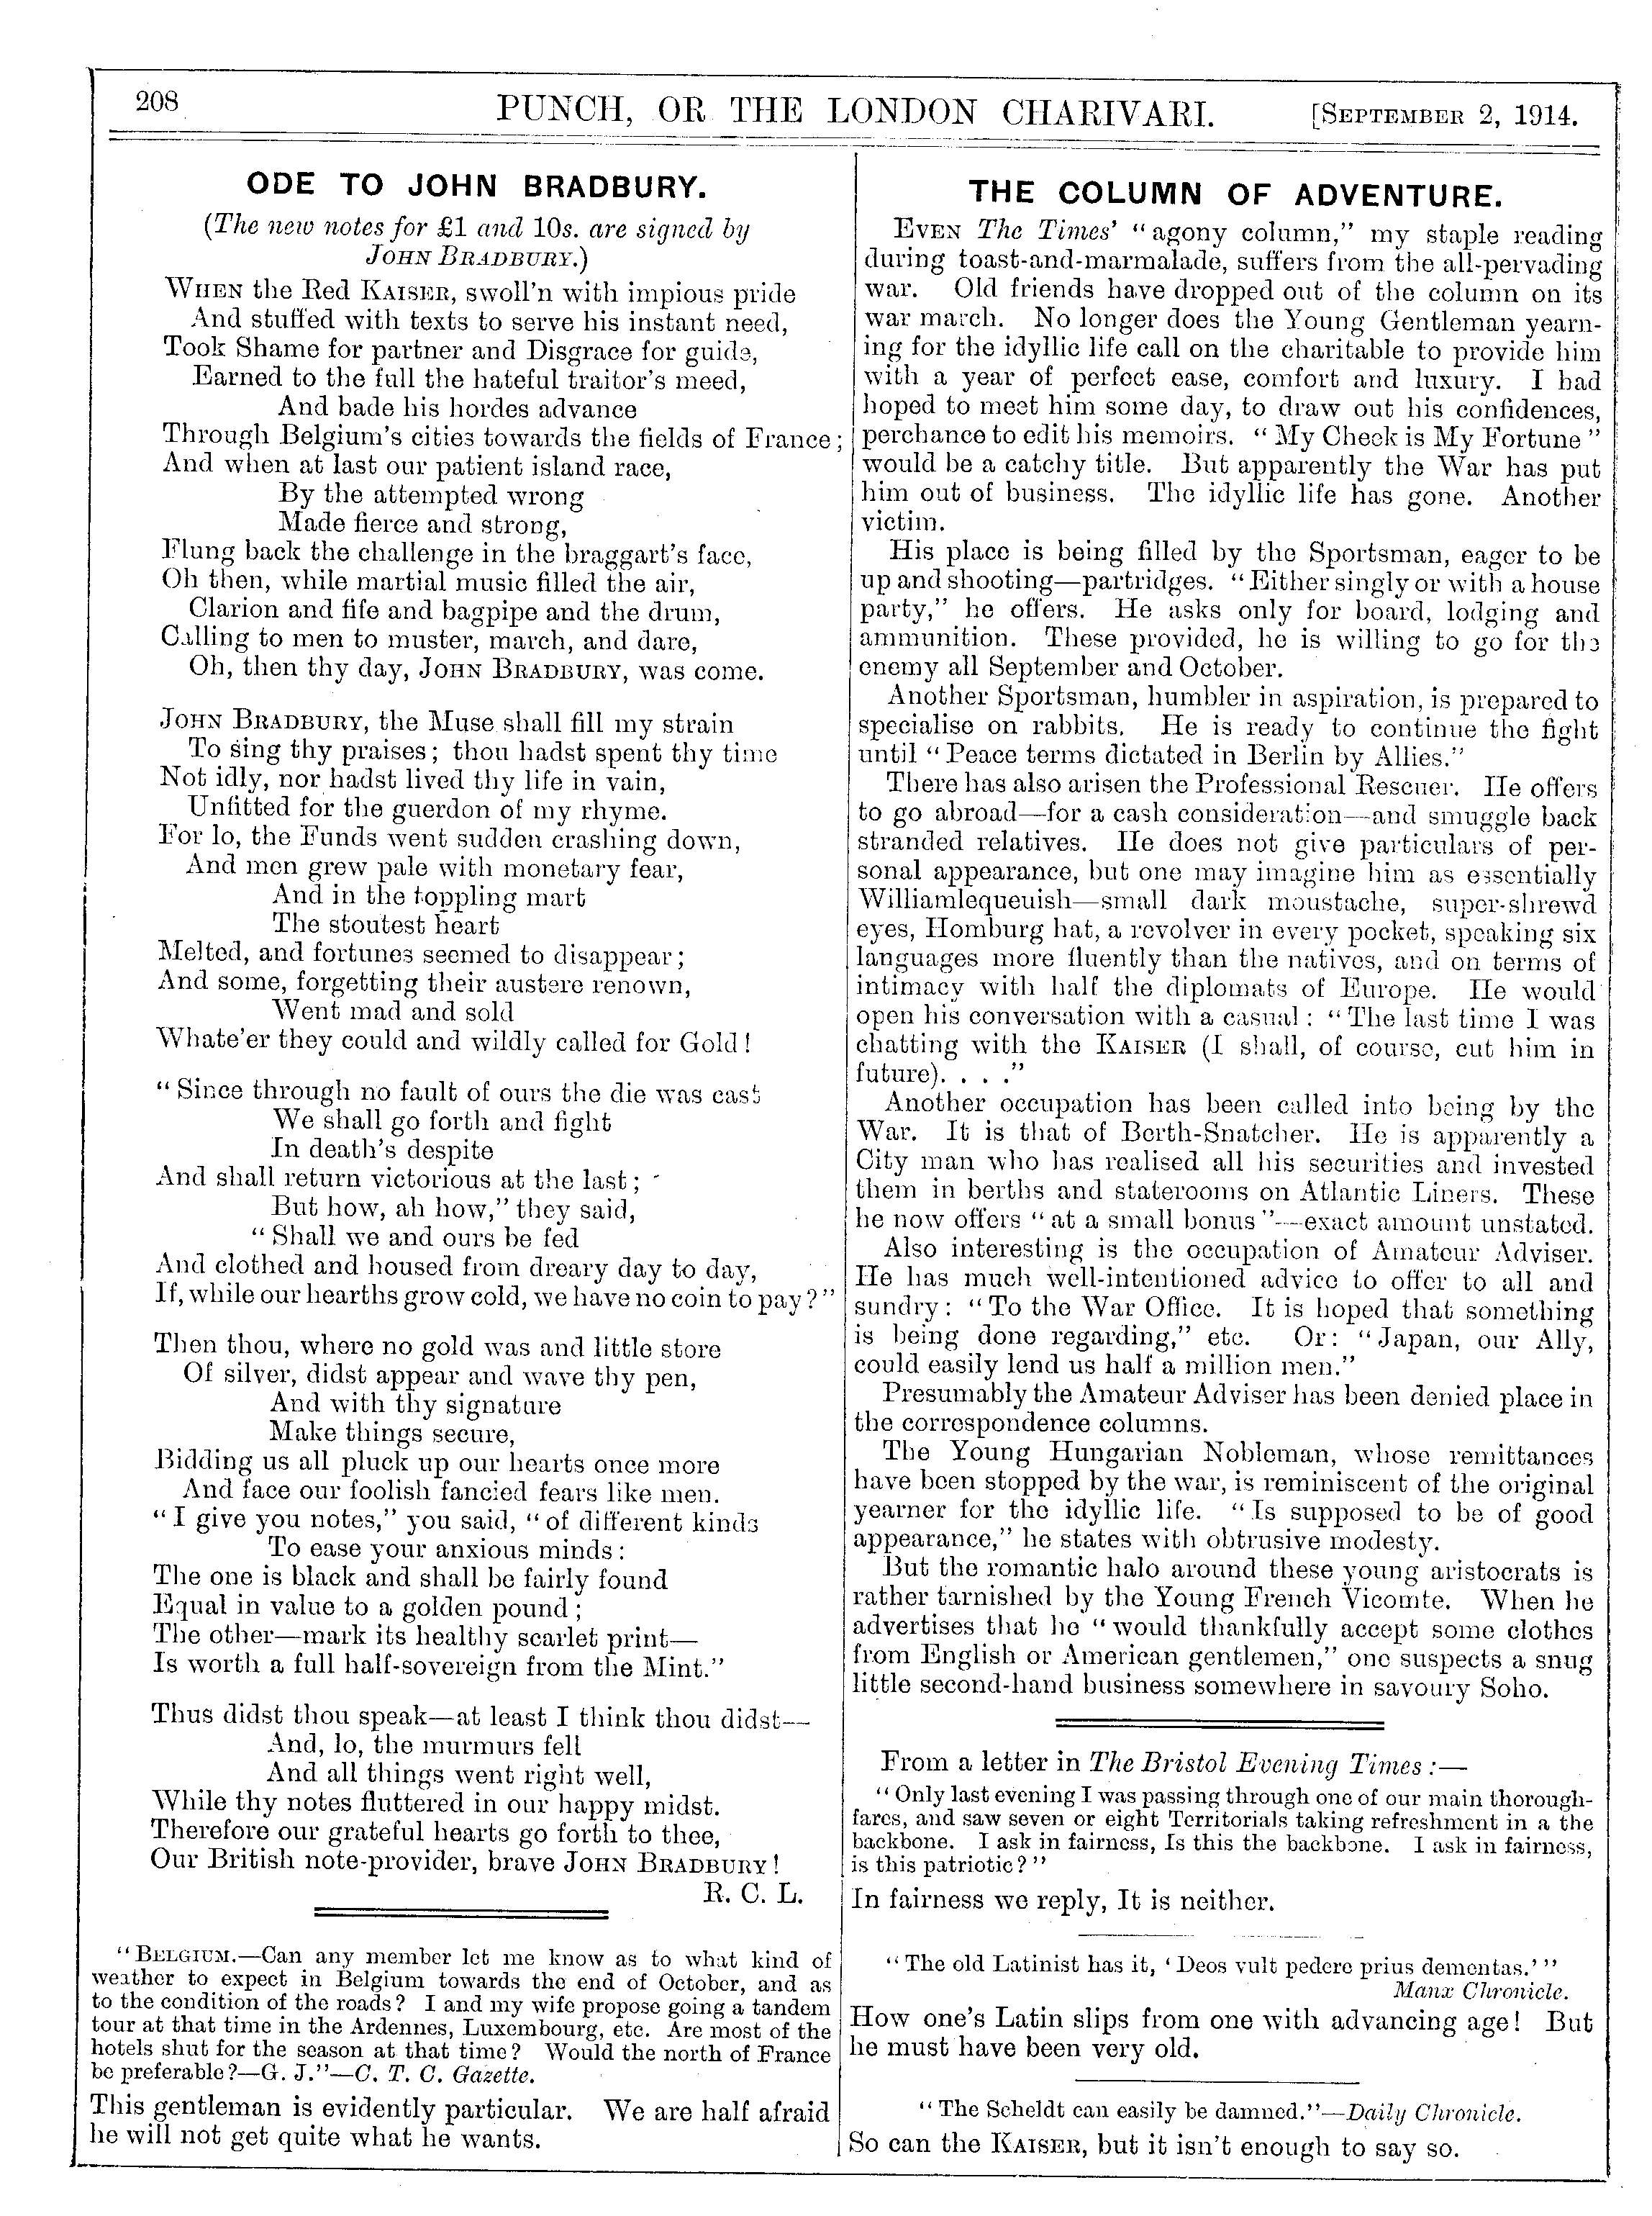 208
PUNCH, OR THE LONDON CHARIVARI.
[SEPTEMBER 2, 1914.
ODE TO JOHN BRADBURY.
(The new notes for £1 and 10s. are signed by
JOHN BRADBURY.)
WHEN the Red KAISER, swoll'n with impious pride
And stuffed with texts to serve his instant need,
Took Shame for partner and Disgrace for guide,
Earned to the full the hateful traitor's meed,
And bade his hordes advance
Through Belgium's cities towards the fields of France;
And when at last our patient island race,
By the attempted wrong
Made fierce and strong,
Flung back the challenge in the braggart's face,
Oh then, while martial music filled the air,
Clarion and fife and bagpipe and the drum,
Calling to men to muster, march, and dare,
Oh, then thy day, JOHN BRADBURY, was come.
JOHN BRADBURY, the Muse shall fill my strain
To sing thy praises; thou hadst spent thy time
Not idly, nor hadst lived thy life in vain,
Unfitted for the guerdon of my rhyme.
For lo, the Funds went sudden crashing down,
And men grew pale with monetary fear,
And in the toppling mart
The stoutest heart
Melted, and fortunes seemed to disappear;
And some, forgetting their austere renown,
Went mad and sold
Whate'er they could and wildly called for Gold!
"Since through no fault of ours the die was cast
We shall go forth and fight
In death's despite
And shall return victorious at the last;
But how, ah how," they said,
"Shall we and ours be fed
And clothed and housed from dreary day to day,
If, while our hearths grow cold, we have no coin to pay?"
Then thou, where no gold was and little store
Of silver, didst appear and wave thy pen,
And with thy signature
Make things secure,
Bidding us all pluck up our hearts once more
And face our foolish fancied fears like men.
"I give you notes," you said, "of different kinds
To ease your anxious minds:
The one is black and shall be fairly found
Equal in value to a golden pound;
The other—mark its healthy scarlet print—
Is worth a full half-sovereign from the Mint."
Thus didst thou speak—at least I think thou didst—
And, lo, the murmurs fell
And all things went right well,
While thy notes fluttered in our happy midst.
Therefore our grateful hearts go forth to thee,
Our British note-provider, brave JOHN BRADBURY!
R. C. L.
"BELGIUM.—Can any member let me know as to what kind of
weather to expect in Belgium towards the end of October, and as
to the condition of the roads? I and my wife propose going a tandem
tour at that time in the Ardennes, Luxembourg, etc. Are most of the
hotels shut for the season at that time? Would the north of France
be preferable?—G. J."—C. T. C. Gazette.
This gentleman is evidently particular. We are half afraid
he will not get quite what he wants.
THE COLUMN OF ADVENTURE.
EVEN The Times' "agony column," my staple reading
during toast-and-marmalade, suffers from the all-pervading
war. Old friends have dropped out of the column on its
war march. No longer does the Young Gentleman yearn-
ing for the idyllic life call on the charitable to provide him
with a year of perfect ease, comfort and luxury. I had
hoped to meet him some day, to draw out his confidences,
perchance to edit his memoirs. "My Cheek is My Fortune"
would be a catchy title. But apparently the War has put
him out of business. The idyllic life has gone. Another
victim.
His place is being filled by the Sportsman, eager to be
up and shooting—partridges. "Either singly or with a house
party," he offers. He asks only for board, lodging and
ammunition. These provided, he is willing to go for the
enemy all September and October.
Another Sportsman, humbler in aspiration, is prepared to
specialise on rabbits. He is ready to continue the fight
until "Peace terms dictated in Berlin by Allies."
There has also arisen the Professional Rescuer. He offers
to go abroad—for a cash consideration—and smuggle back
stranded relatives. He does not give particulars of per-
sonal appearance, but one may imagine him as essentially
Williamlequeuish—small dark moustache, super-shrewd
eyes, Homburg hat, a revolver in every pocket, speaking six
languages more fluently than the natives, and on terms of
intimacy with half the diplomats of Europe. He would
open his conversation with a casual: "The last time I was
chatting with the KAISER (I shall, of course, cut him in
future). . . ."
Another occupation has been called into being by the
War. It is that of Berth-Snatcher. He is apparently a
City man who has realised all his securities and invested
them in berths and staterooms on Atlantic Liners. These
he now offers "at a small bonus"—exact amount unstated.
Also interesting is the occupation of Amateur Adviser.
He has much well-intentioned advice to offer to all and
sundry: "To the War Office. It is hoped that something
is being done regarding," etc. Or: "Japan, our Ally,
could easily lend us half a million men."
Presumably the Amateur Adviser has been denied place in
the correspondence columns.
The Young Hungarian Nobleman, whose remittances
have been stopped by the war, is reminiscent of the original
yearner for the idyllic life. "Is supposed to be of good
appearance," he states with obtrusive modesty.
But the romantic halo around these young aristocrats is
rather tarnished by the Young French Vicomte. When he
advertises that he "would thankfully accept some clothes
from English or American gentlemen," one suspects a snug
little second-hand business somewhere in savoury Soho.
From a letter in The Bristol Evening Times:—
"Only last evening I was passing through one of our main thorough-
fares, and saw seven or eight Territorials taking refreshment in a the
backbone. I ask in fairness, Is this the backbone. I ask in fairness,
is this patriotic?"
In fairness we reply, It is neither.
"The old Latinist has it, 'Deos vult pedere prius dementas.'"
Manx Chronicle.
How one's Latin slips from one with advancing age! But
he must have been very old.
"The Scheldt can easily be damned."—Daily Chronicle.
So can the KAISER, but it isn't enough to say so.